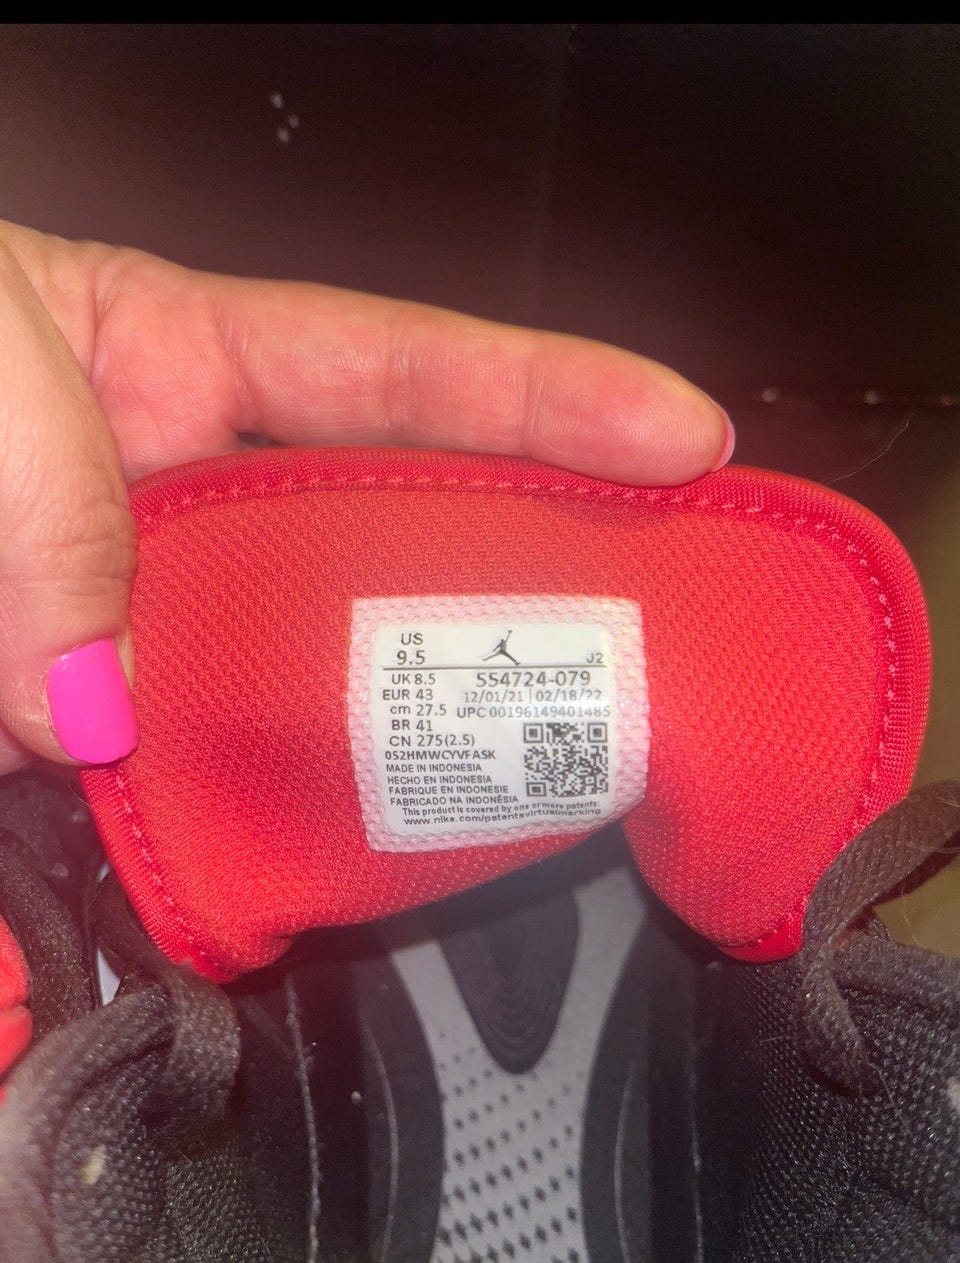 US
9.5
J2
UK 8.5
554724-079
EUR 43
12/01/21 | 02/18/22
cm 27.5
UPC 00196149401485
BR 41
CN 275(2.5)
052HMWCYVFASK
MADE IN INDONESIA
HECHO EN INDONESIA
FABRIQUE EN INDONESIE
FABRICADO NA INDONÉSIA
This product is covered by one or more patents:
www.nike.com/patentsvirtualmarking